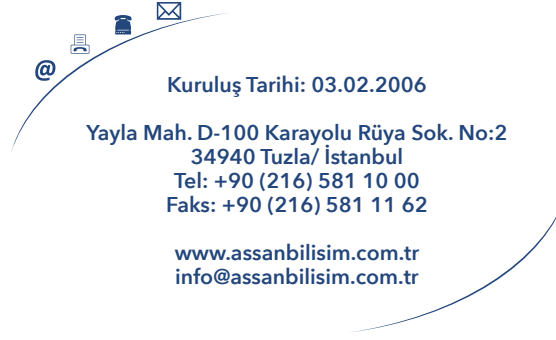 @
Kuruluş Tarihi: 03.02.2006
Yayla Mah. D-100 Karayolu Rüya Sok. No:2
34940 Tuzla/ İstanbul
Tel: +90 (216) 581 10 00
Faks: +90 (216) 581 11 62
www.assanbilisim.com.tr
info@assanbilisim.com.tr